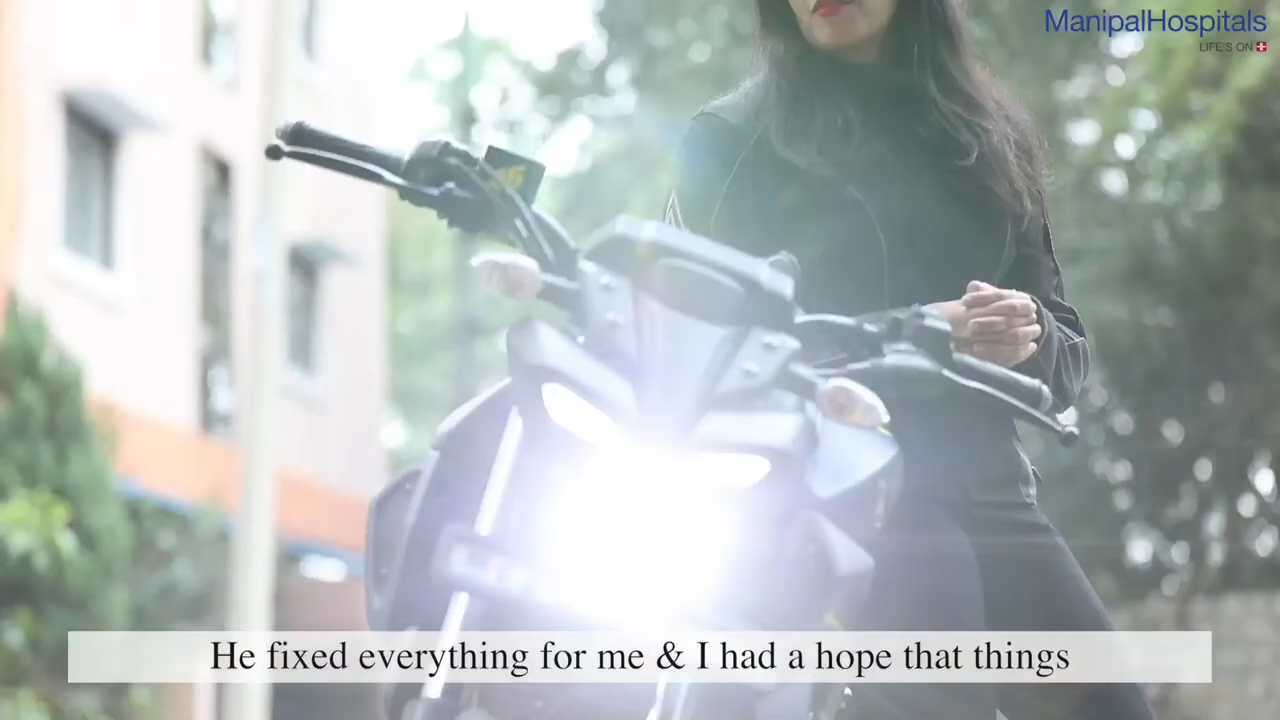 ManipalHospitals
LIFE'S ON
He fixed everything for me & I had a hope that things